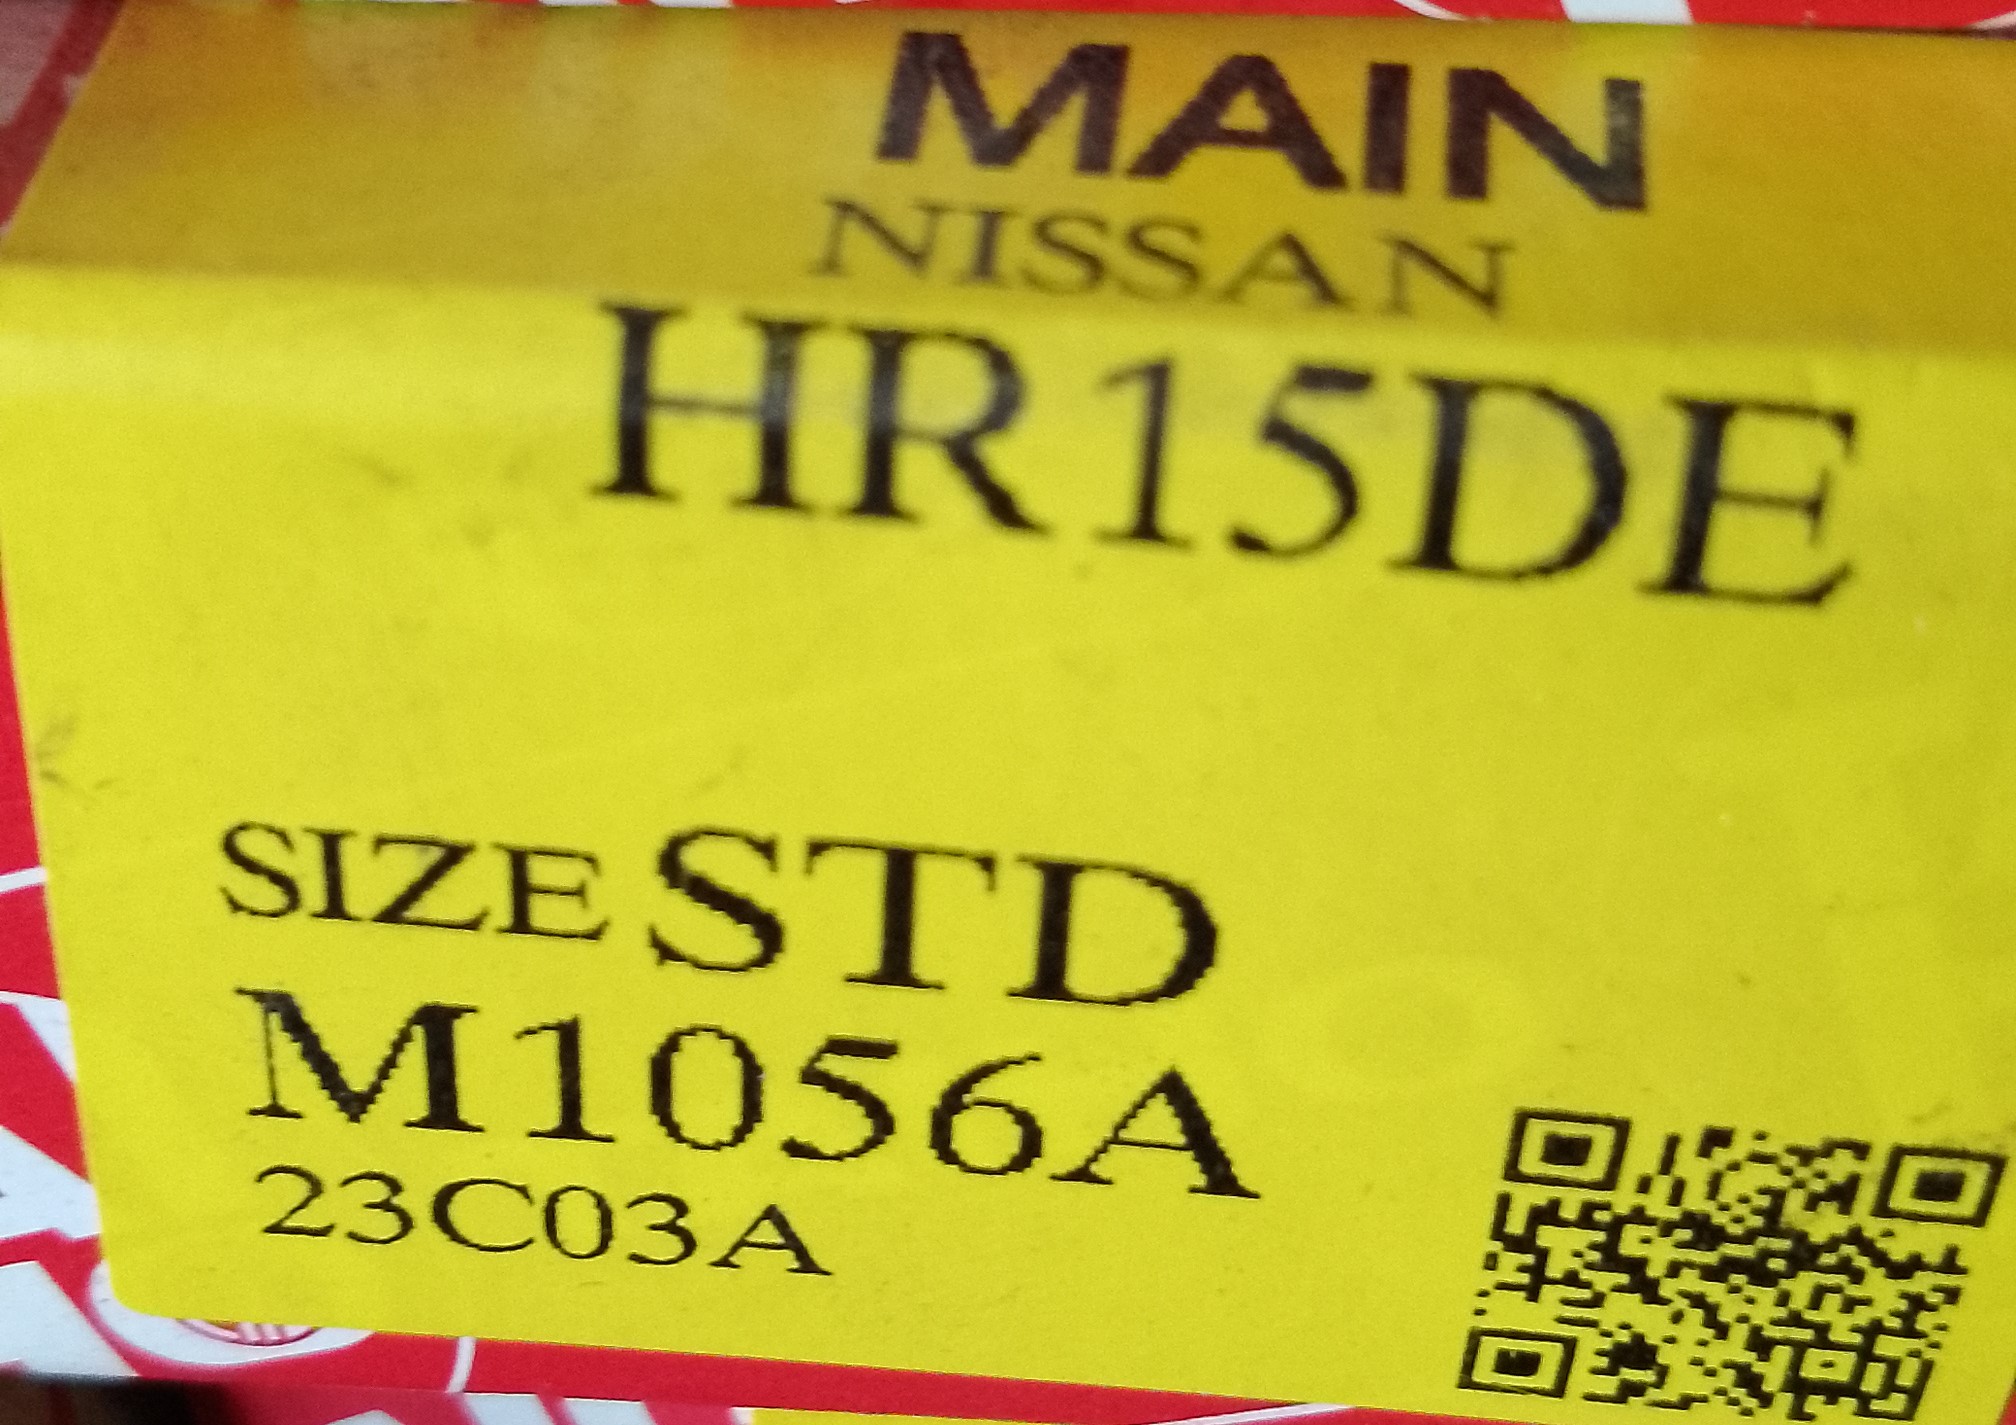 MAIN
NISSAN
HR15DE
SIZE STD
M1056A
23C03A